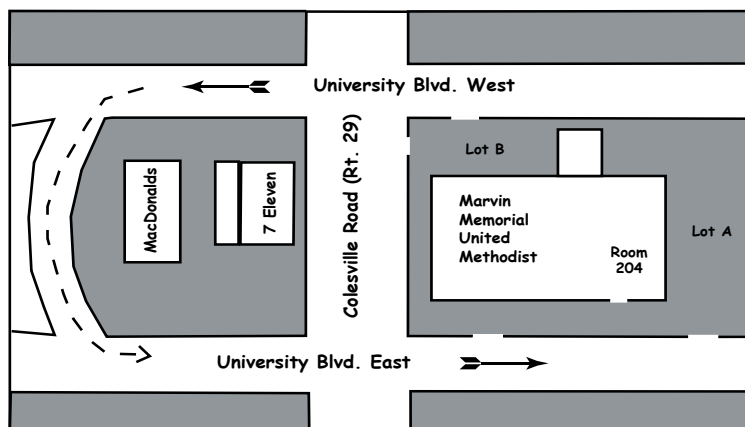 University Blvd. West
Colesville Road (Rt. 29)
MacDonalds
7 Eleven
Lot B
Marvin
Memorial
United
Methodist
Room
204
Lot A
University Blvd. East